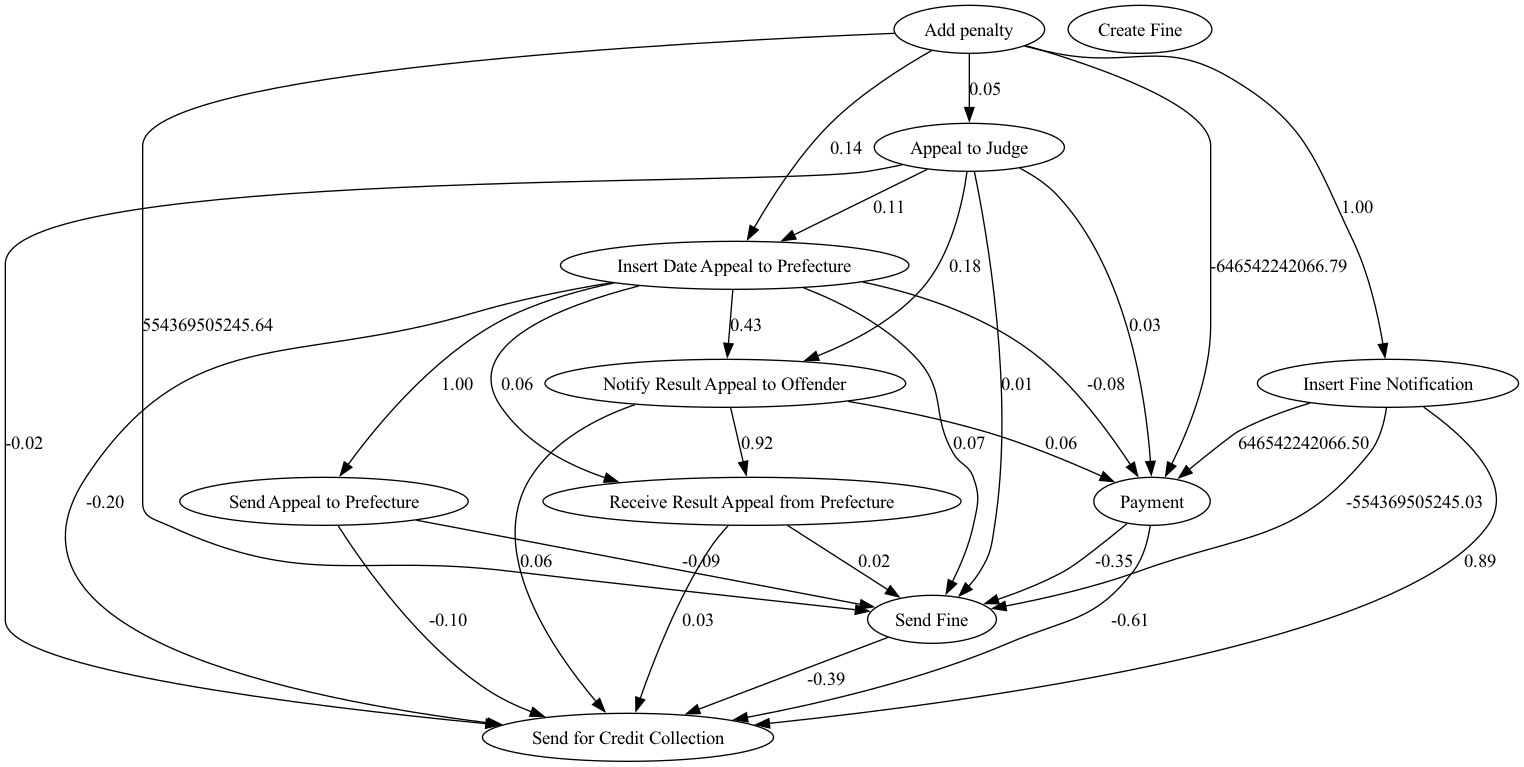 Add penalty
Create Fine
0.05
0.14
Appeal to Judge
0.11
1.00
Insert Date Appeal to Prefecture
0.18
-646542242066.79
554369505245.64
0.43
0.03
1.00
0.06
Notify Result Appeal to Offender
0.01
-0.08
Insert Fine Notification
-0.02
0.92
0.07
0.06
646542242066.50
-0.20
Send Appeal to Prefecture
Receive Result Appeal from Prefecture
Payment
-554369505245.03
0.06
-0.09
0.02
-0.35
0.89
-0.10
0.03
Send Fine
-0.61
-0.39
Send for Credit Collection